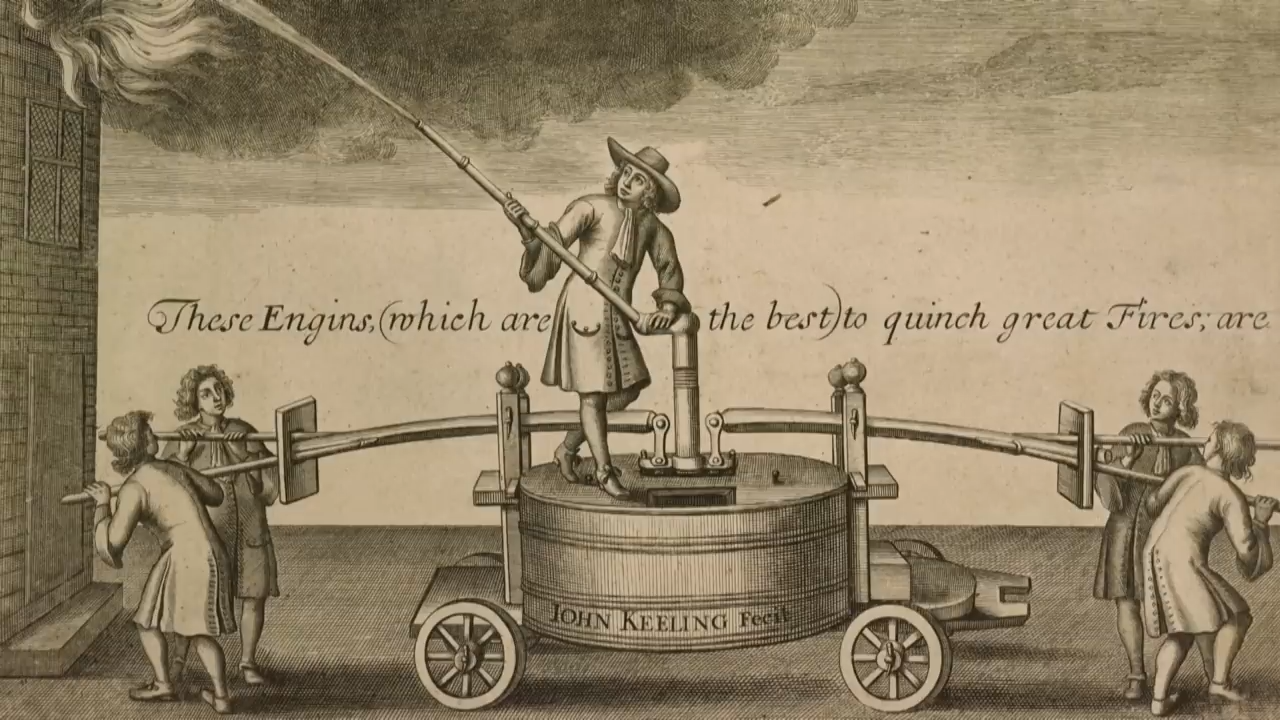 These Engins, (which are the best) to quinch great Fires; are
JOHN KEELING Fecit